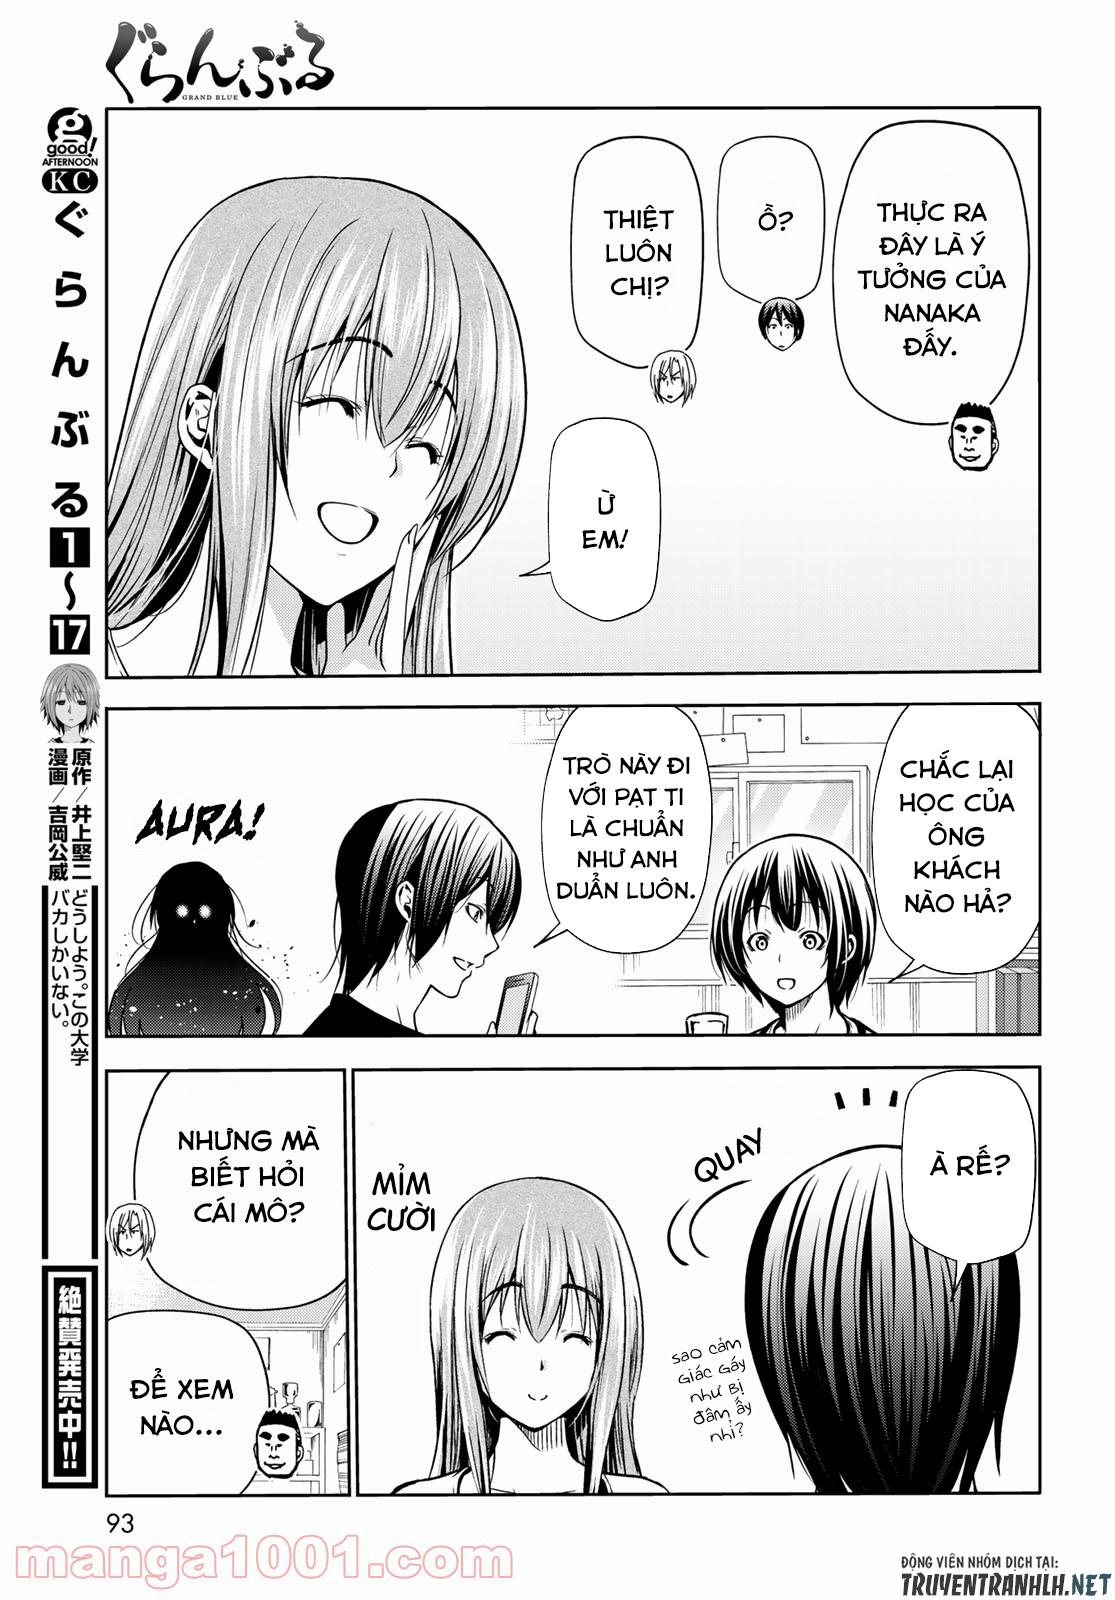 ぐらんぶる
GRAND BLUE
good!
AFTERNOON
KC
ぐらんぶる
1~17
原作/井上堅二
漫画/吉岡公威
どうしよう。この大学
バカしかいない。
絶賛発売中!!
THỰC RA
ĐÂY LÀ Ý
TƯỞNG CỦA
NANAKA
ĐẤY.
Ồ?
THIỆT
LUÔN
CHỊ?
Ừ
EM!
CHẮC LẠI
HỌC CỦA
ÔNG
KHÁCH
NÀO HẢ?
TRÒ NÀY ĐI
VỚI PẠT TI
LÀ CHUẨN
NHƯ ANH
DUẨN LUÔN.
AURA!
À RẾ?
QUAY
sao cảm
giác gáy
như bị
đâm ấy
nhỉ?
MỈM
CƯỜI
NHƯNG MÀ
BIẾT HỎI
CÁI MÔ?
ĐỂ XEM
NÀO...
93
manga1001.com
ĐỘNG VIÊN NHÓM DỊCH TẠI:
TRUYENTRANHLH.NET